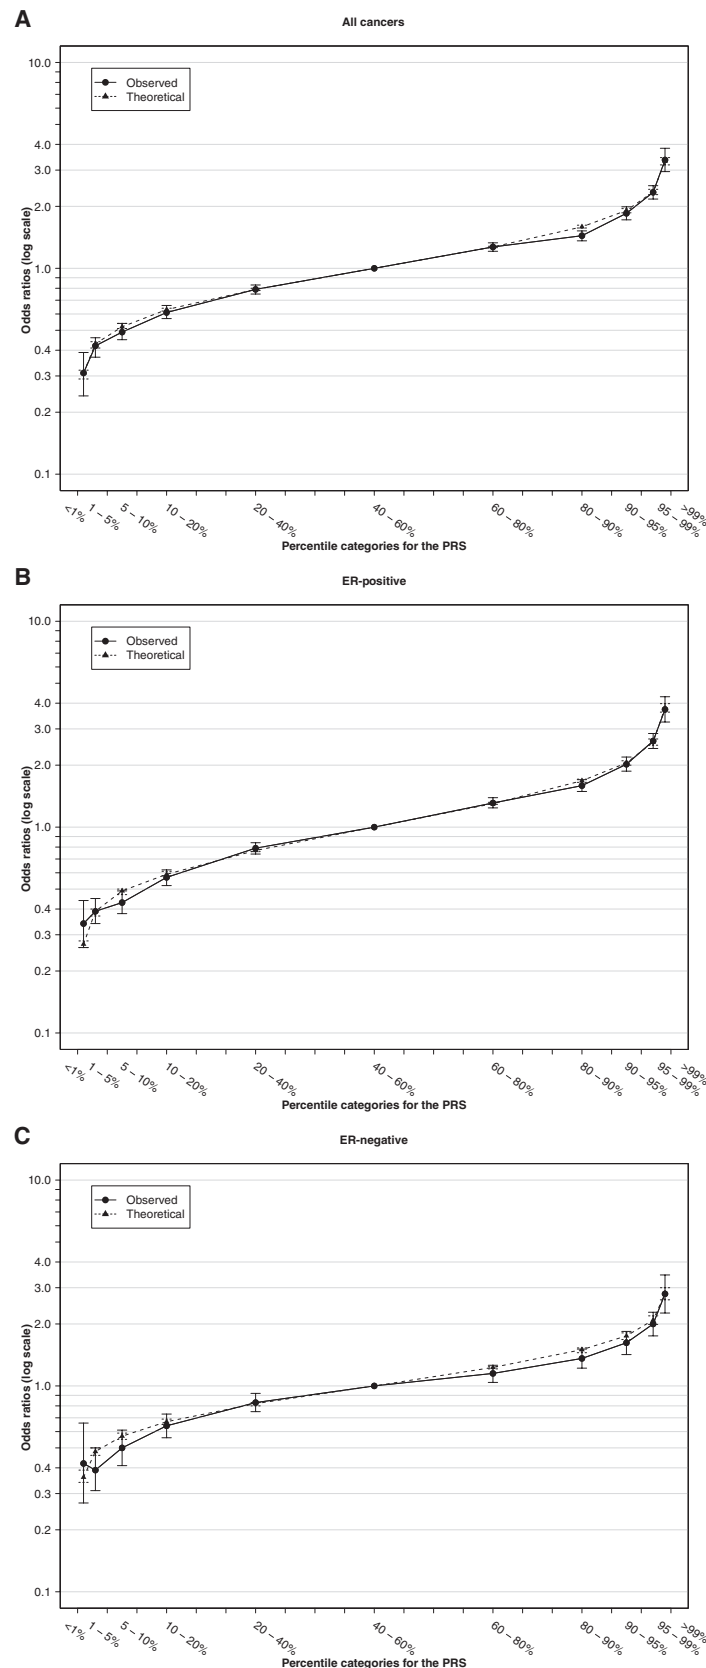 A
All cancers
Observed
Theoretical
10.0
4.0
3.0
2.0
1.0
0.4
0.3
0.2
0.1
Odds ratios (log scale)
<1%
1 – 5%
5 – 10%
10 – 20%
20 – 40%
40 – 60%
60 – 80%
80 – 90%
90 – 95%
95 – 99%
>99%
Percentile categories for the PRS
B
ER-positive
Observed
Theoretical
10.0
4.0
3.0
2.0
1.0
0.4
0.3
0.2
0.1
Odds ratios (log scale)
<1%
1 – 5%
5 – 10%
10 – 20%
20 – 40%
40 – 60%
60 – 80%
80 – 90%
90 – 95%
95 – 99%
>99%
Percentile categories for the PRS
C
ER-negative
Observed
Theoretical
10.0
4.0
3.0
2.0
1.0
0.4
0.3
0.2
0.1
Odds ratios (log scale)
<1%
1 – 5%
5 – 10%
10 – 20%
20 – 40%
40 – 60%
60 – 80%
80 – 90%
90 – 95%
95 – 99%
>99%
Percentile categories for the PRS